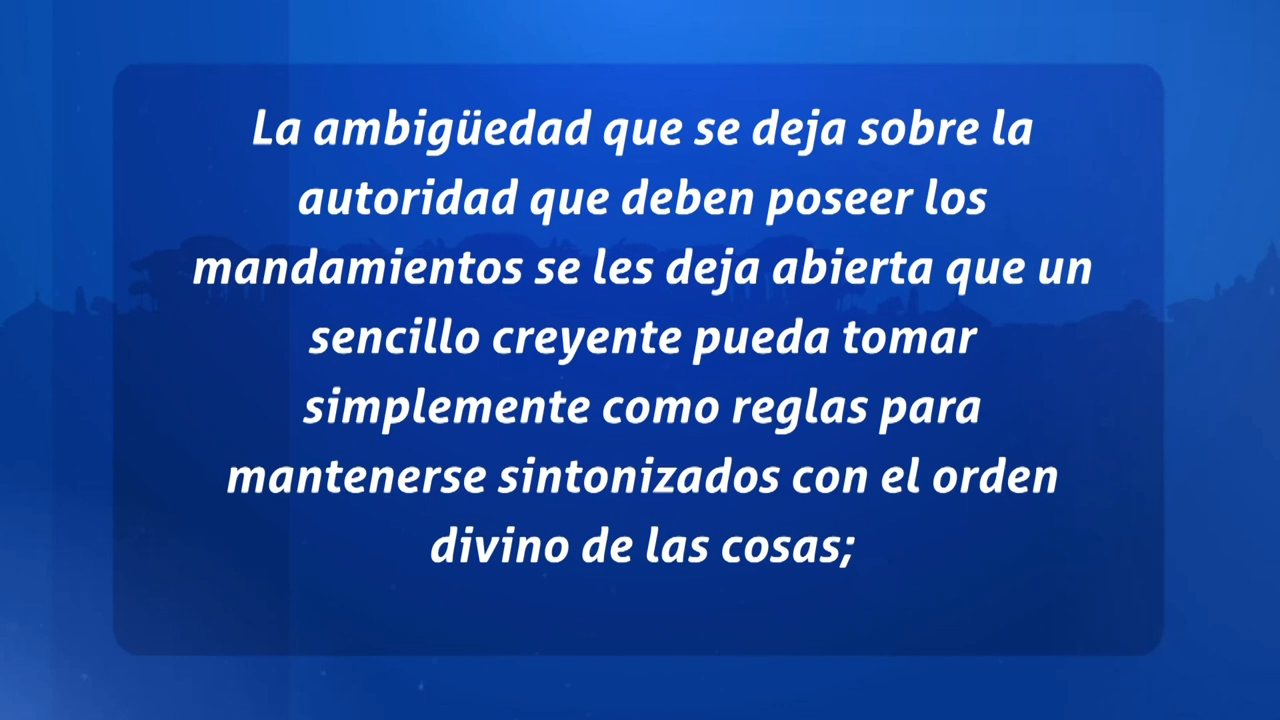 La ambigüedad que se deja sobre la
autoridad que deben poseer los
mandamientos se les deja abierta que un
sencillo creyente pueda tomar
simplemente como reglas para
mantenerse sintonizados con el orden
divino de las cosas;